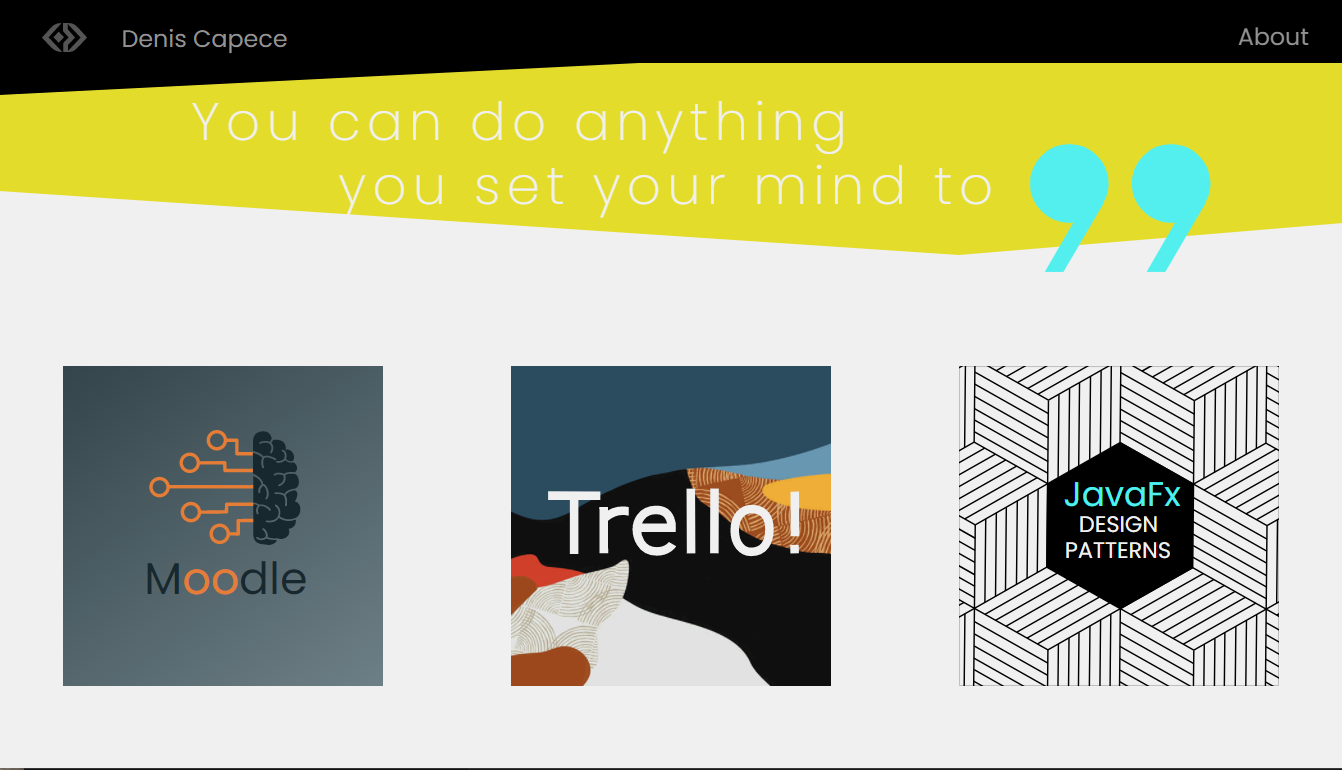 Denis Capece
About
You can do anything
you set your mind to
Moodle
Trello!
JavaFx
DESIGN
PATTERNS